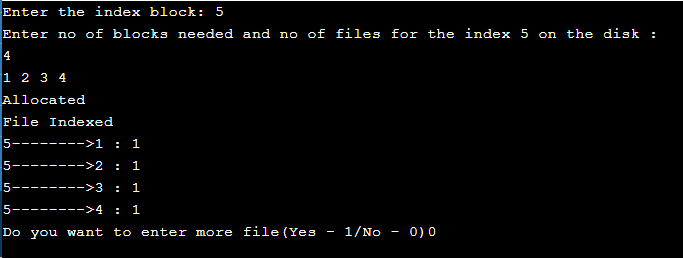 Enter the index block: 5
Enter no of blocks needed and no of files for the index 5 on the disk :
4
1 2 3 4
Allocated
File Indexed
5-------->1 : 1
5-------->2 : 1
5-------->3 : 1
5-------->4 : 1
Do you want to enter more file(Yes - 1/No - 0)0